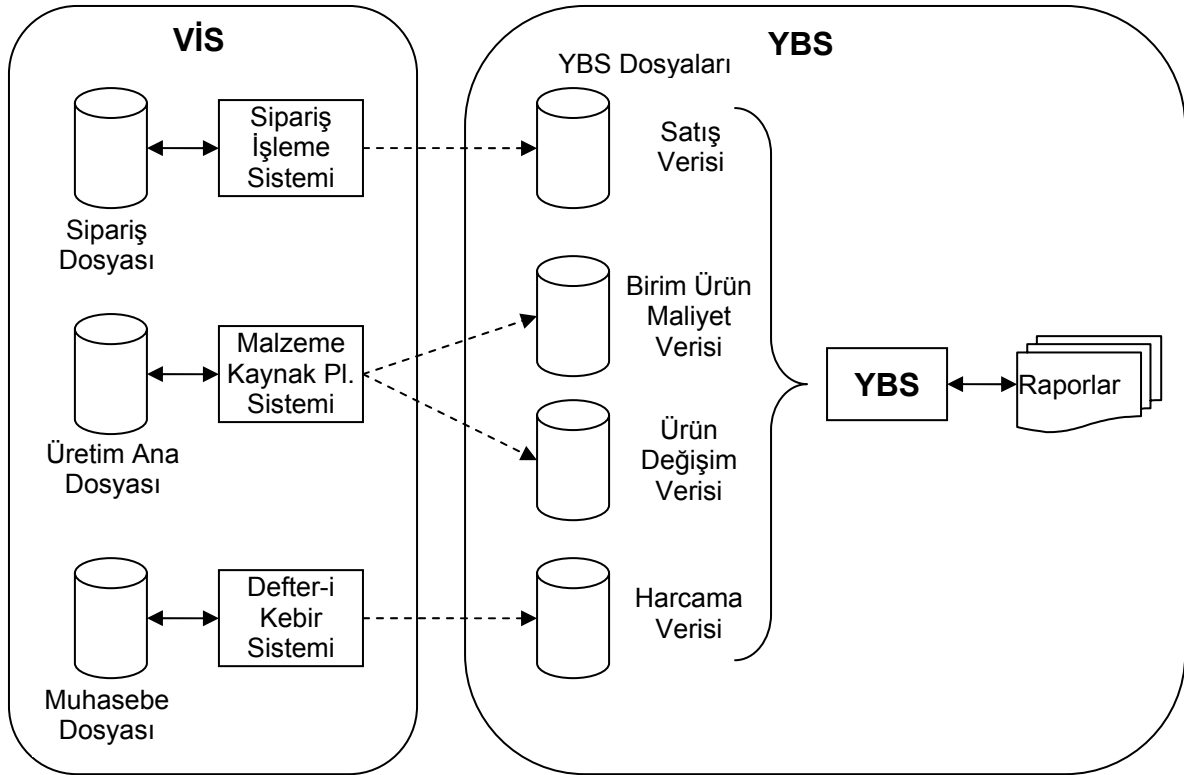 VİS
Sipariş
İşleme
Sistemi
Sipariş
Dosyası
Malzeme
Kaynak Pl.
Sistemi
Üretim Ana
Dosyası
Defter-i
Kebir
Sistemi
Muhasebe
Dosyası
YBS
YBS Dosyaları
Satış
Verisi
Birim Ürün
Maliyet
Verisi
Ürün
Değişim
Verisi
Harcama
Verisi
YBS
Raporlar